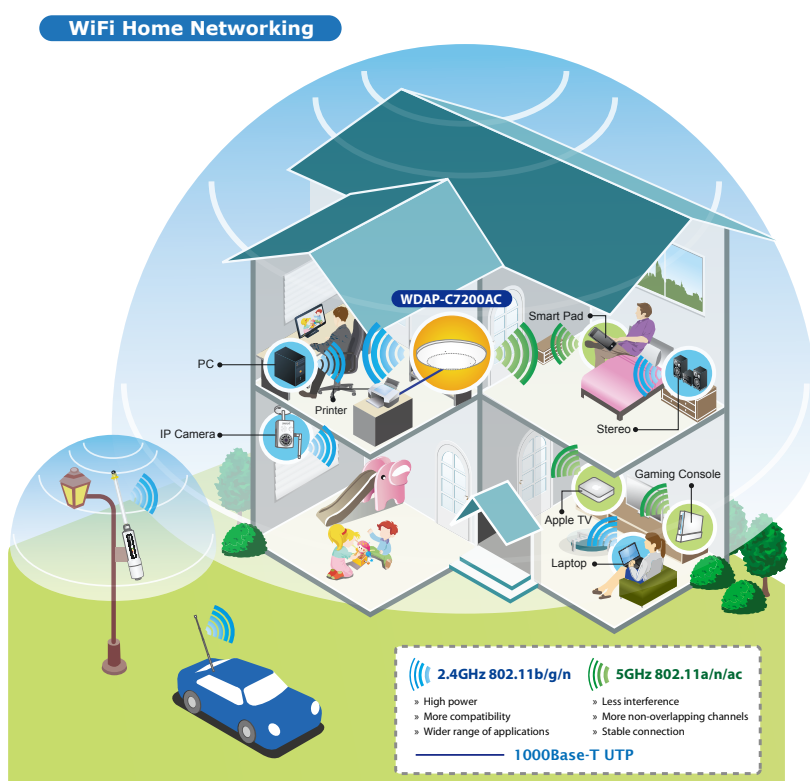 WiFi Home Networking
WDAP-C7200AC
Smart Pad
PC
Printer
Stereo
IP Camera
Gaming Console
Apple TV
Laptop
2.4GHz 802.11b/g/n
» High power
» More compatibility
» Wider range of applications
5GHz 802.11a/n/ac
» Less interference
» More non-overlapping channels
» Stable connection
1000Base-T UTP